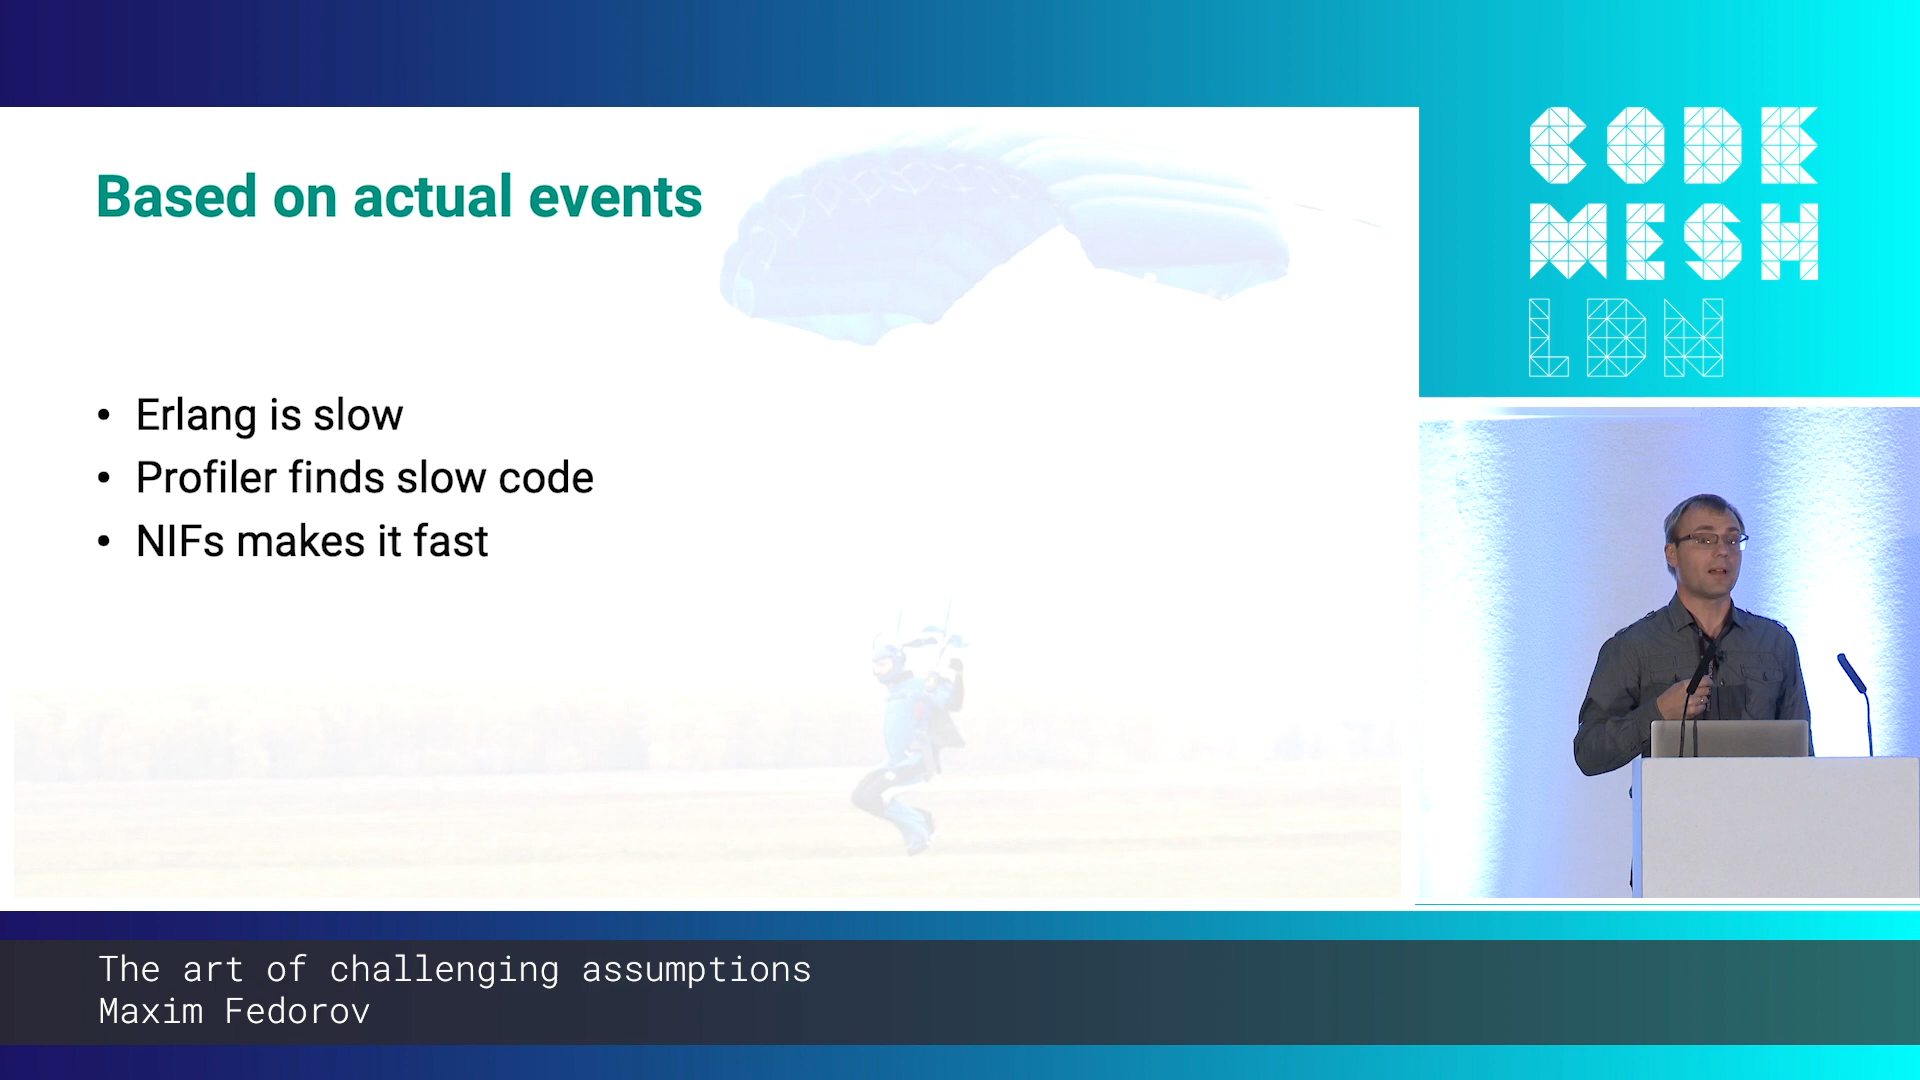 Based on actual events
• Erlang is slow
• Profiler finds slow code
• NIFs makes it fast
CODE
MESH
LDN
The art of challenging assumptions
Maxim Fedorov